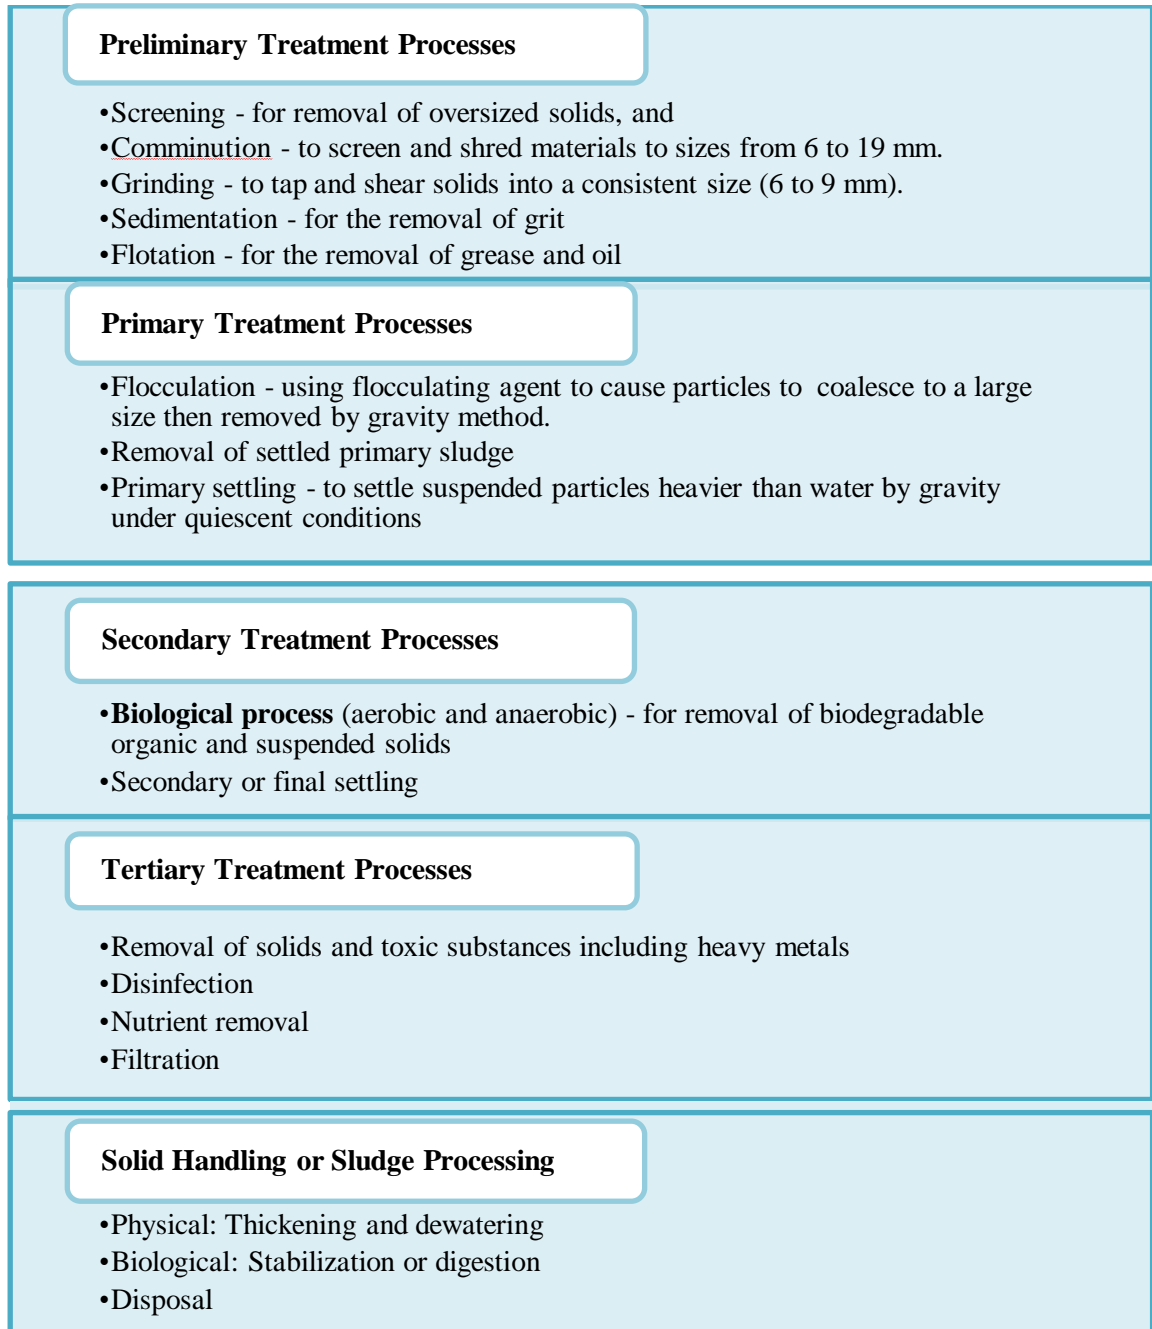 Preliminary Treatment Processes
•Screening - for removal of oversized solids, and
•Comminution - to screen and shred materials to sizes from 6 to 19 mm.
•Grinding - to tap and shear solids into a consistent size (6 to 9 mm).
•Sedimentation - for the removal of grit
•Flotation - for the removal of grease and oil
Primary Treatment Processes
•Flocculation - using flocculating agent to cause particles to coalesce to a large
size then removed by gravity method.
•Removal of settled primary sludge
•Primary settling - to settle suspended particles heavier than water by gravity
under quiescent conditions
Secondary Treatment Processes
•Biological process (aerobic and anaerobic) - for removal of biodegradable
organic and suspended solids
•Secondary or final settling
Tertiary Treatment Processes
•Removal of solids and toxic substances including heavy metals
•Disinfection
•Nutrient removal
•Filtration
Solid Handling or Sludge Processing
•Physical: Thickening and dewatering
•Biological: Stabilization or digestion
•Disposal